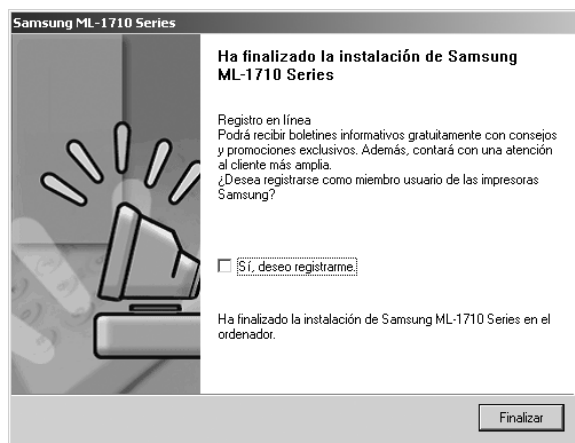 Samsung ML-1710 Series
Ha finalizado la instalación de Samsung
ML-1710 Series
Registro en línea
Podrá recibir boletines informativos gratuitamente con consejos
y promociones exclusivos. Además, contará con una atención
al cliente más amplia.
¿Desea registrarse como miembro usuario de las impresoras
Samsung?
Sí, deseo registrarme.
Ha finalizado la instalación de Samsung ML-1710 Series en el
ordenador.
Finalizar